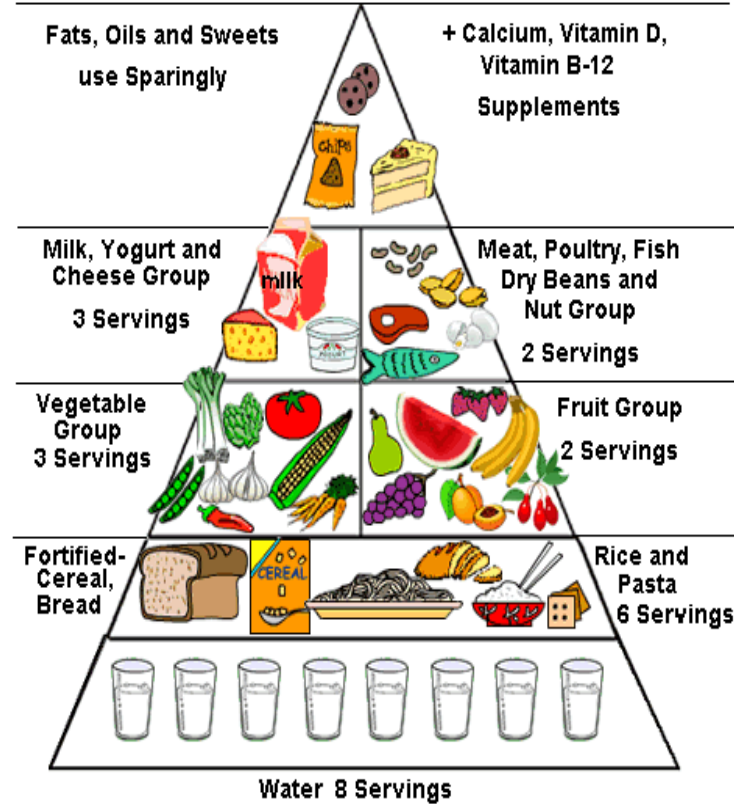 Fats, Oils and Sweets
use Sparingly
+ Calcium, Vitamin D,
Vitamin B-12
Supplements
chips
Milk, Yogurt and
Cheese Group
3 Servings
milk
YOGURT
Meat, Poultry, Fish
Dry Beans and
Nut Group
2 Servings
Vegetable
Group
3 Servings
Fruit Group
2 Servings
Fortified-
Cereal,
Bread
CEREAL
Rice and
Pasta
6 Servings
Water 8 Servings